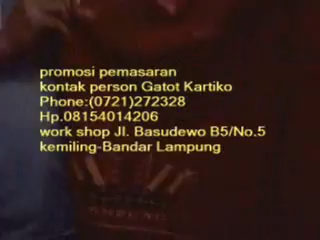 promosi pemasaran
kontak person Gatot Kartiko
Phone:(0721)272328
Hp.08154014206
work shop Jl. Basudewo B5/No.5
kemiling-Bandar Lampung